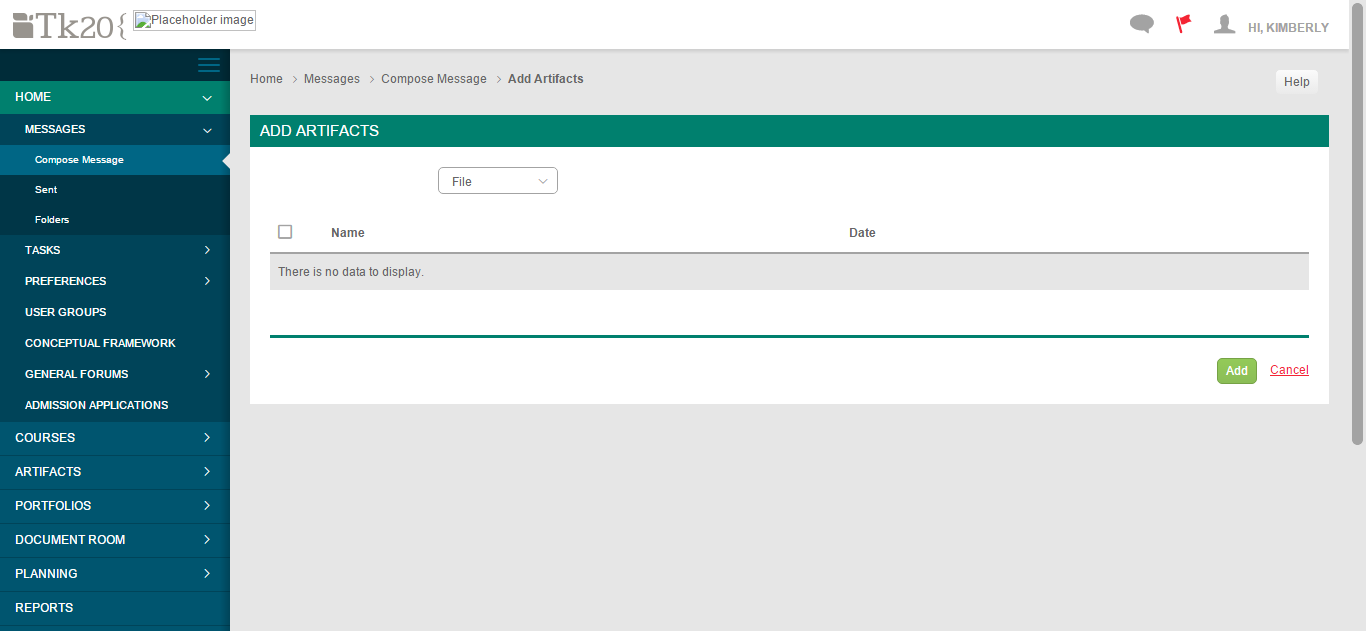 Tk20{
Placeholder image
HI, KIMBERLY
Home > Messages > Compose Message > Add Artifacts
Help
HOME
MESSAGES
Compose Message
Sent
Folders
TASKS
PREFERENCES
USER GROUPS
CONCEPTUAL FRAMEWORK
GENERAL FORUMS
ADMISSION APPLICATIONS
COURSES
ARTIFACTS
PORTFOLIOS
DOCUMENT ROOM
PLANNING
REPORTS
ADD ARTIFACTS
File
Name Date
There is no data to display.
Add Cancel